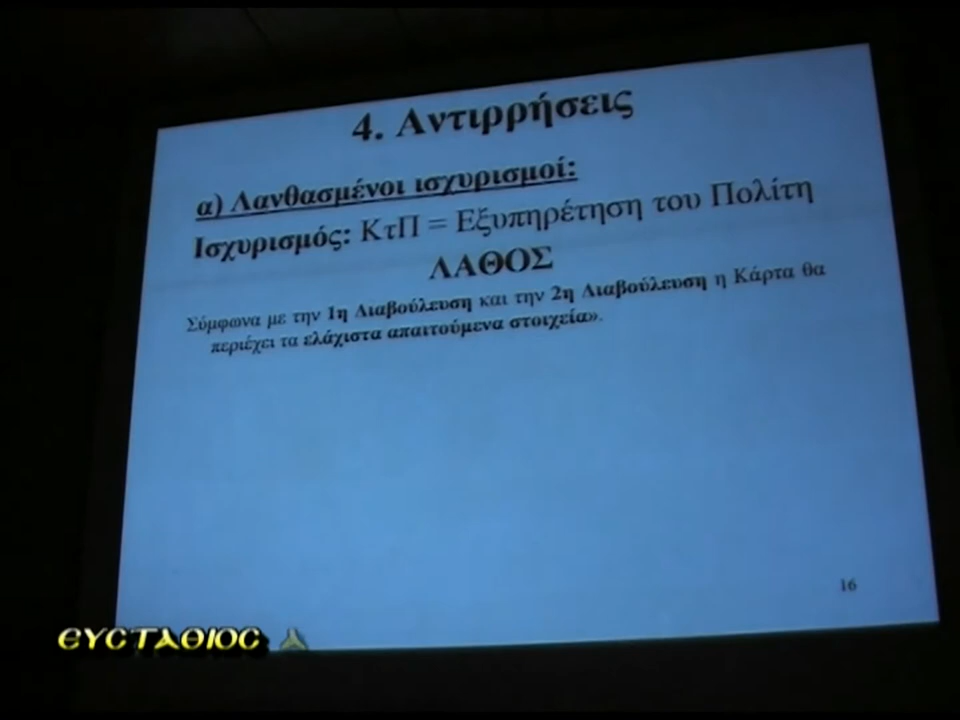 4. Αντιρρήσεις
α) Λανθασμένοι ισχυρισμοί:
Ισχυρισμός: ΚτΠ = Εξυπηρέτηση του Πολίτη
ΛΑΘΟΣ
Σύμφωνα με την 1η Διαβούλευση και την 2η Διαβούλευση η Κάρτα θα
περιέχει τα ελάχιστα απαιτούμενα στοιχεία».
16
ΕΥΣΤΑΘΙΟΣ